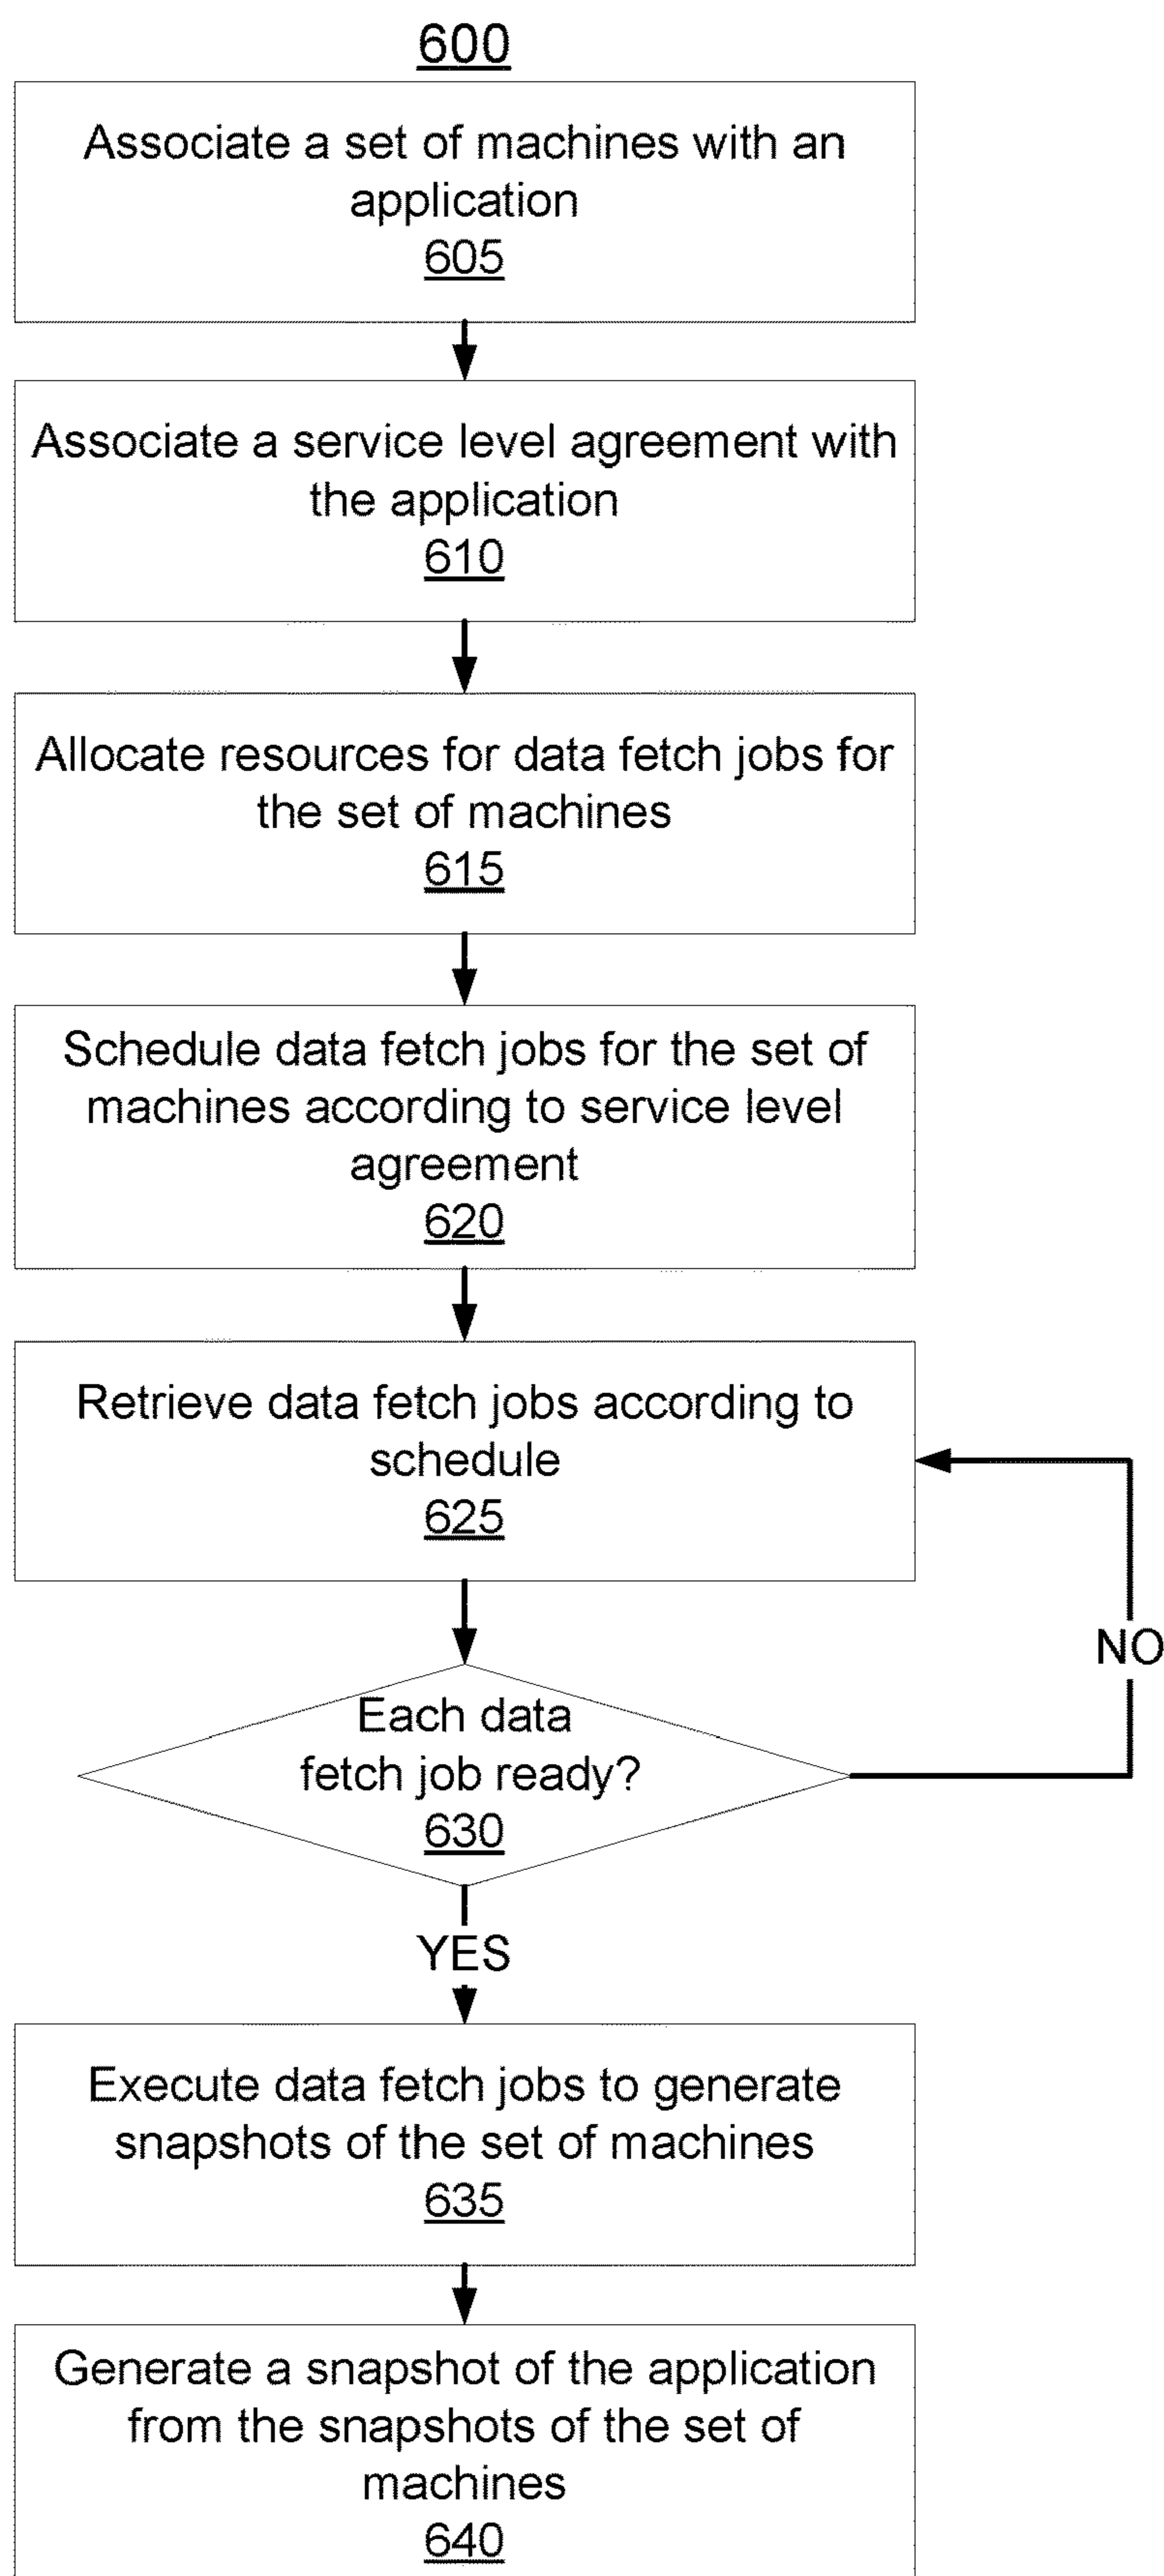 600
Associate a set of machines with an
application
605
Associate a service level agreement with
the application
610
Allocate resources for data fetch jobs for
the set of machines
615
Schedule data fetch jobs for the set of
machines according to service level
agreement
620
Retrieve data fetch jobs according to
schedule
625
NO
Each data
fetch job ready?
630
YES
Execute data fetch jobs to generate
snapshots of the set of machines
635
Generate a snapshot of the application
from the snapshots of the set of
machines
640